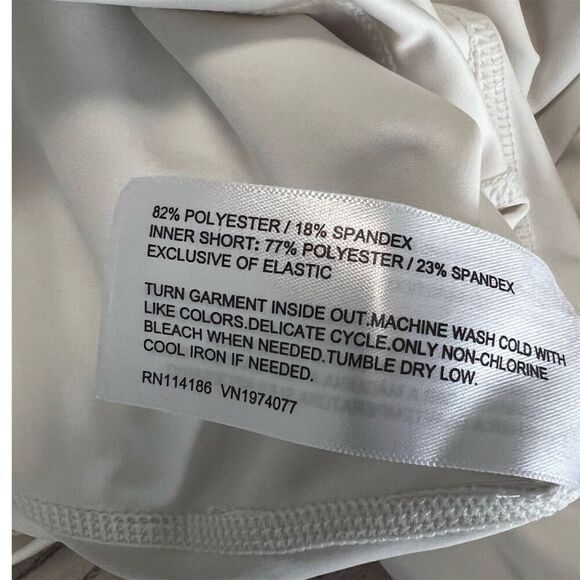 82% POLYESTER / 18% SPANDEX
INNER SHORT: 77% POLYESTER / 23% SPANDEX
EXCLUSIVE OF ELASTIC
TURN GARMENT INSIDE OUT.MACHINE WASH COLD WITH
LIKE COLORS.DELICATE CYCLE.ONLY NON-CHLORINE
BLEACH WHEN NEEDED.TUMBLE DRY LOW.
COOL IRON IF NEEDED.
RN114186 VN1974077